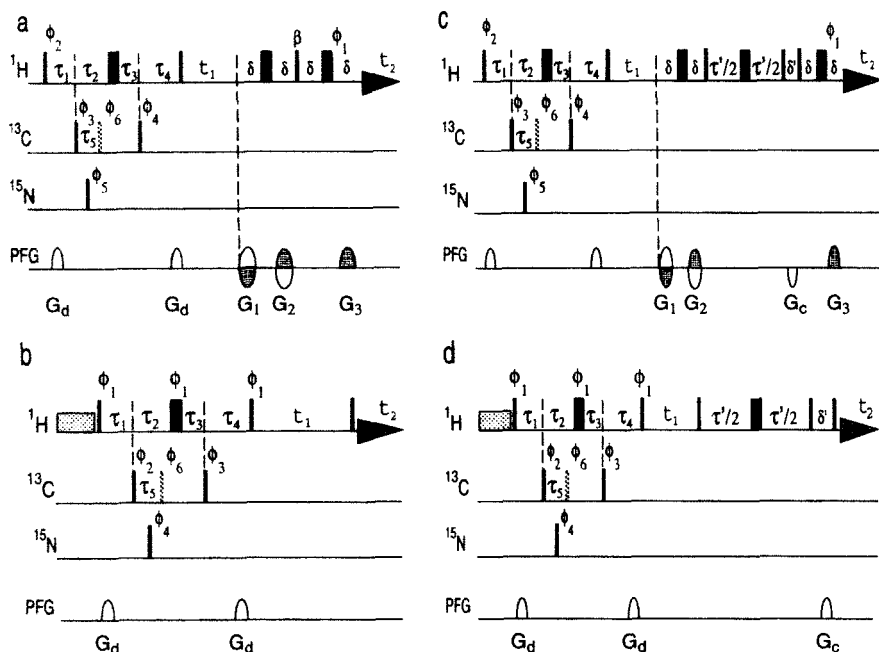 a
ϕ2 β ϕ1
¹H τ1 τ2 τ3 τ4 t1 δ δ δ δ t2
ϕ3 ϕ6 ϕ4
¹³C τ5
ϕ5
¹⁵N
PFG
Gd Gd G1 G2 G3
b
ϕ1 ϕ1 ϕ1
¹H τ1 τ2 τ3 τ4 t1 t2
ϕ2 ϕ6 ϕ3
¹³C τ5
ϕ4
¹⁵N
PFG
Gd Gd
c
ϕ2 ϕ1
¹H τ1 τ2 τ3 τ4 t1 δ δ τ'/2 τ'/2 δ' δ δ t2
ϕ3 ϕ6 ϕ4
¹³C τ5
ϕ5
¹⁵N
PFG
G1 G2 Gc G3
d
ϕ1 ϕ1 ϕ1
¹H τ1 τ2 τ3 τ4 t1 τ'/2 τ'/2 δ' t2
ϕ2 ϕ6 ϕ3
¹³C τ5
ϕ4
¹⁵N
PFG
Gd Gd Gc